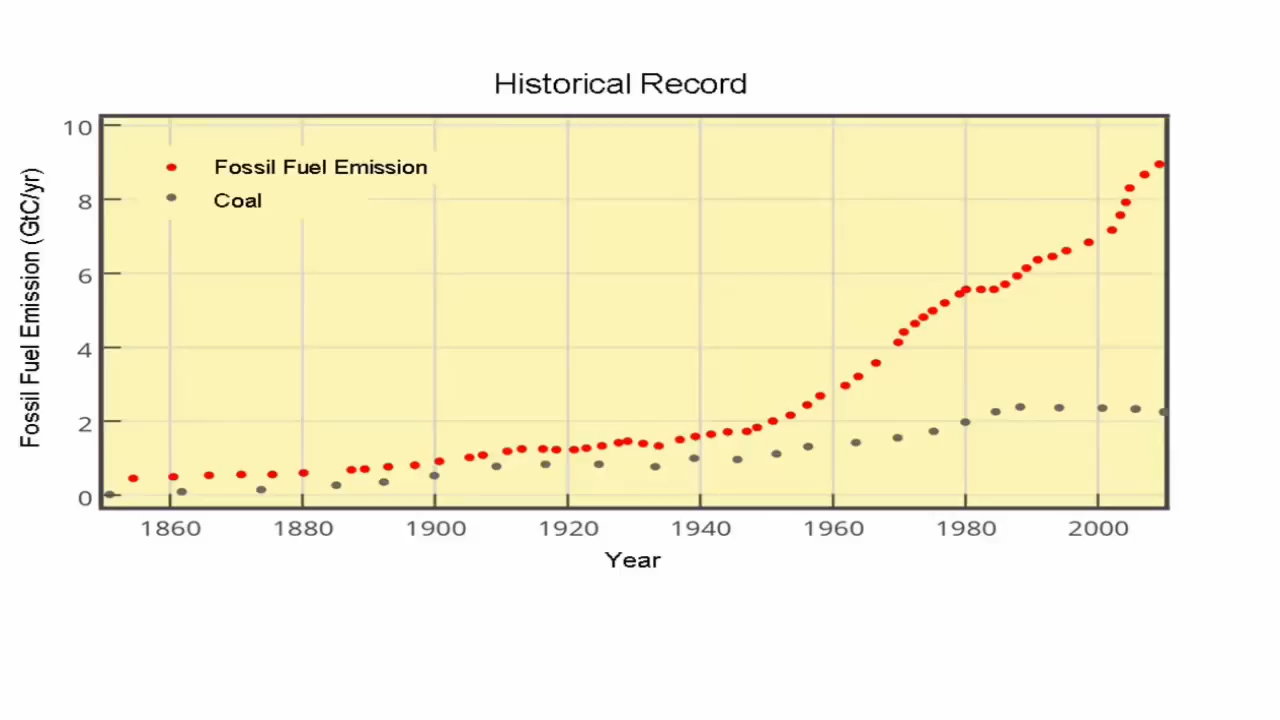 Historical Record
10
8
6
4
2
0
Fossil Fuel Emission (GtC/yr)
Fossil Fuel Emission
Coal
1860 1880 1900 1920 1940 1960 1980 2000
Year